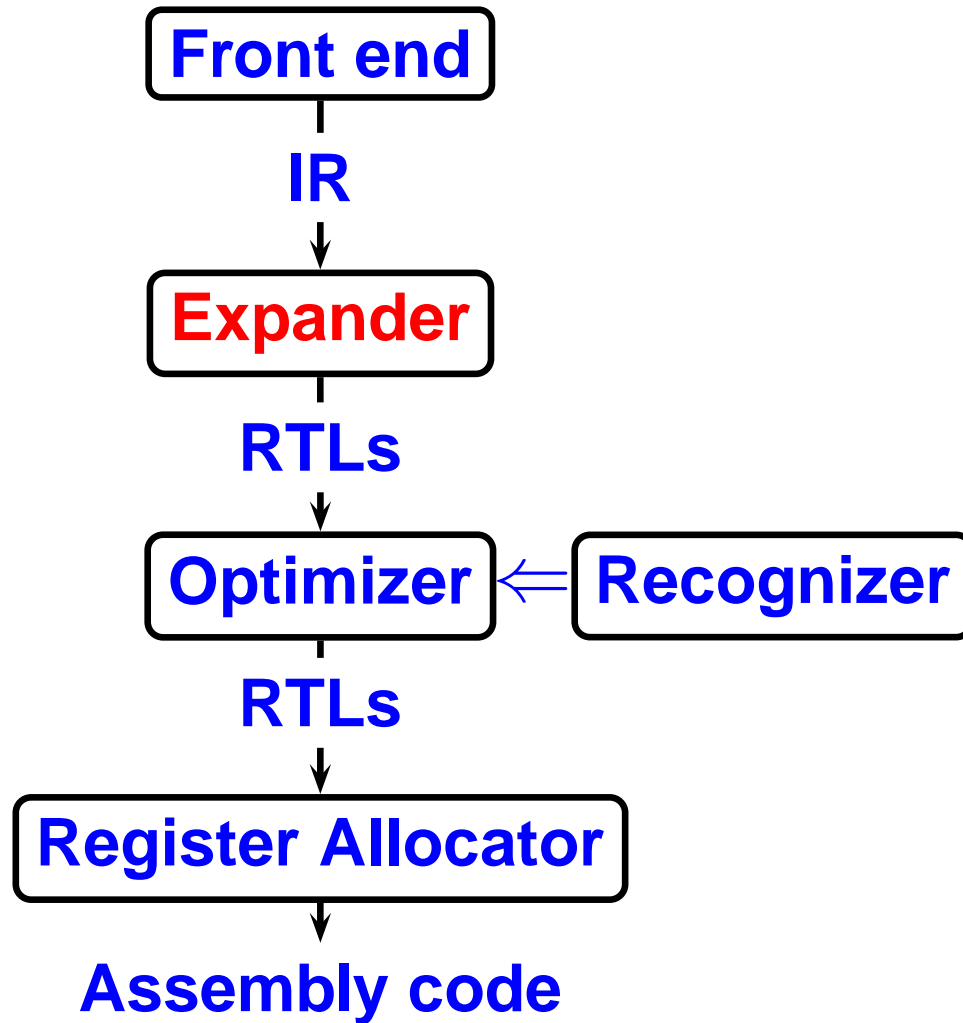 Front end
IR
Expander
RTLs
Optimizer
Recognizer
RTLs
Register Allocator
Assembly code